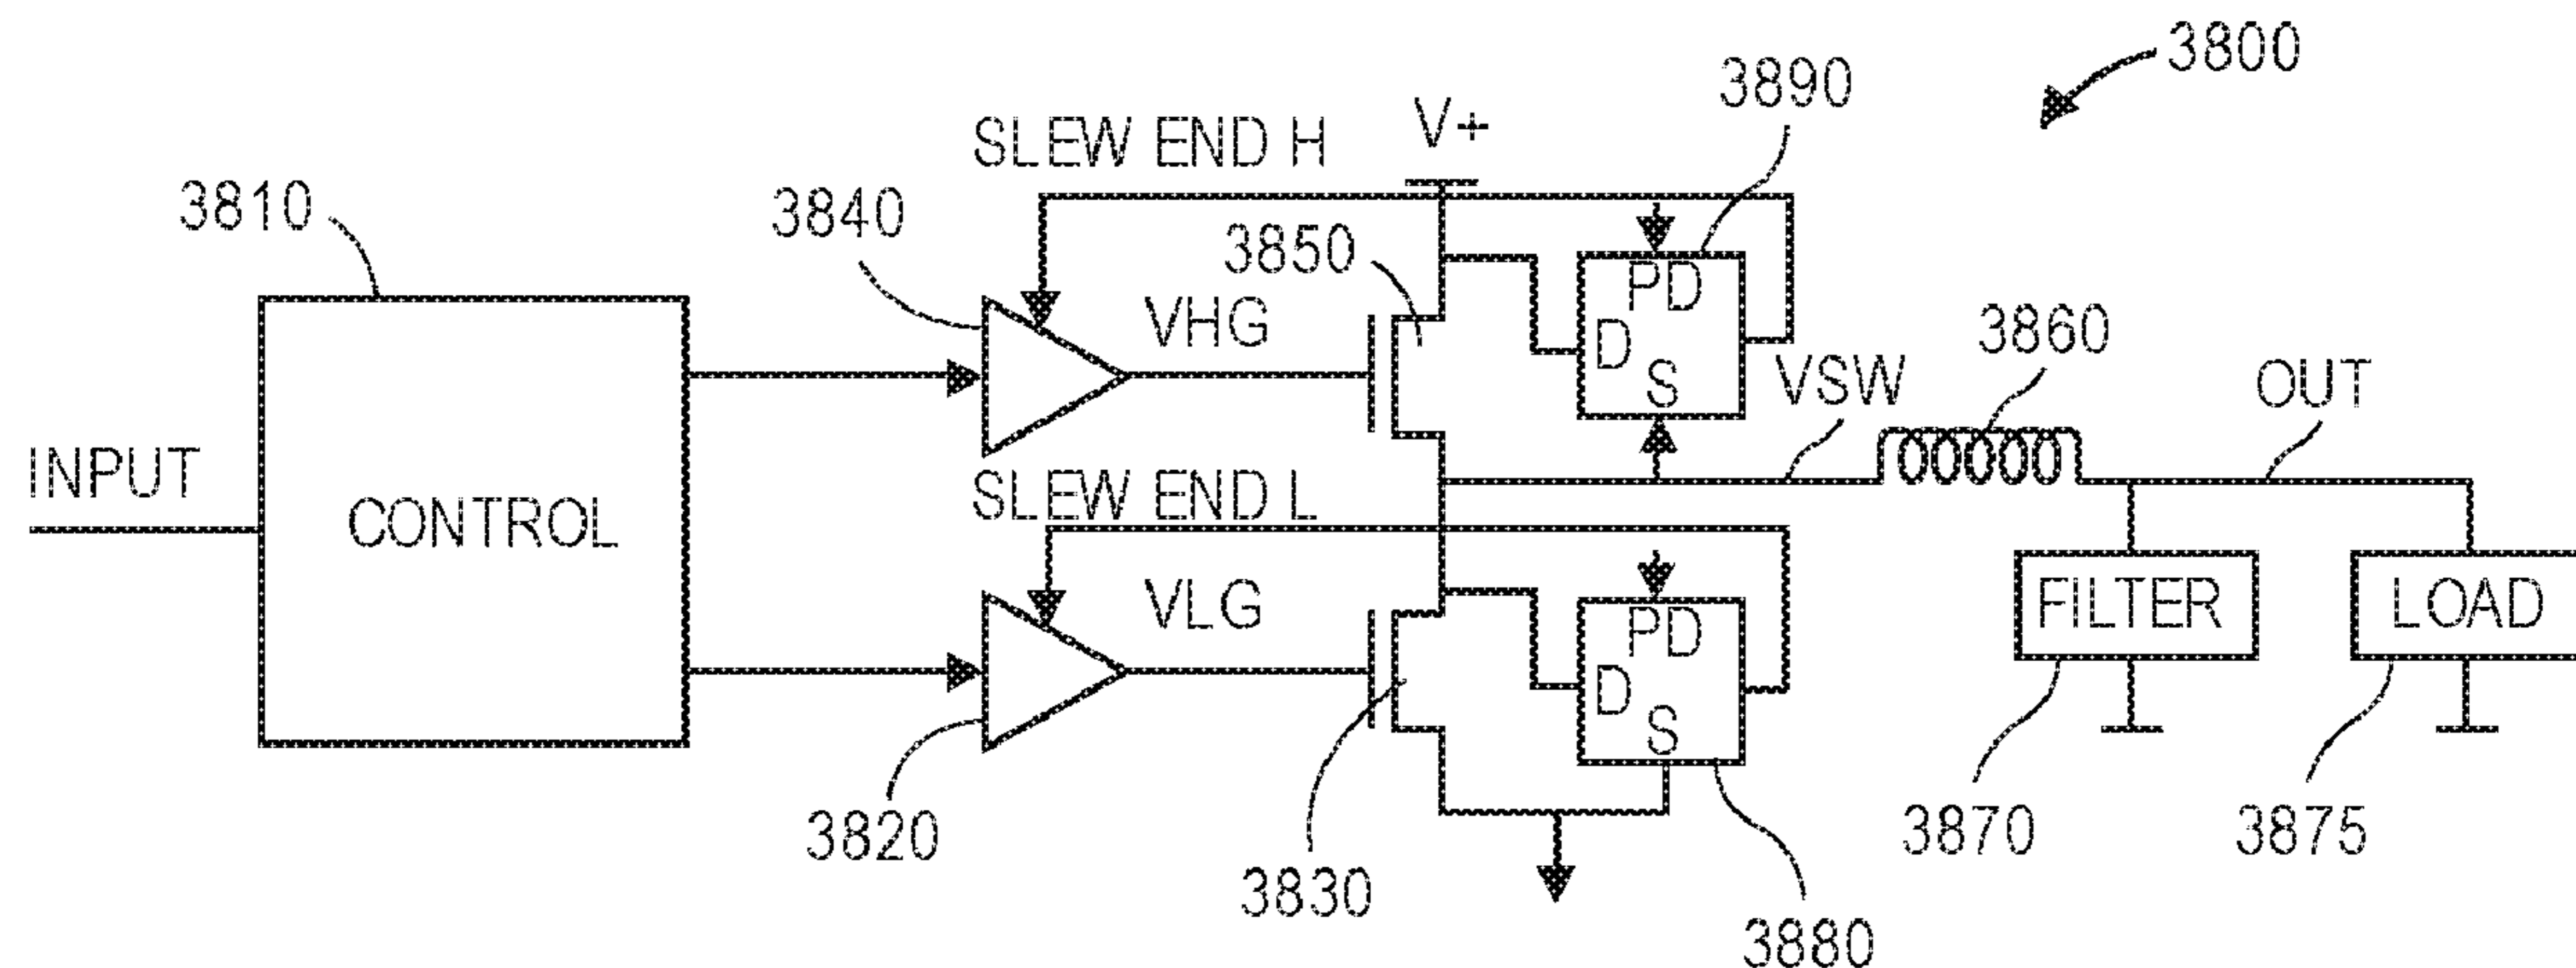 3800
3890
V+
SLEW END H
3810
3840
3850
PD
D
S
VHG
3860
VSW
OUT
INPUT
CONTROL
SLEW END L
VLG
PD
D
S
FILTER
LOAD
3820
3830
3880
3870
3875